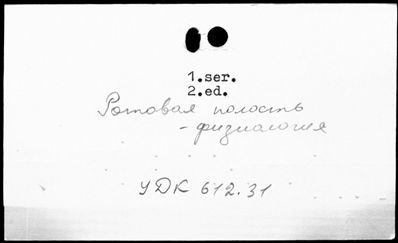 1.ser.
2.ed.
Ротовая полость
- физиология
УДК 612.31